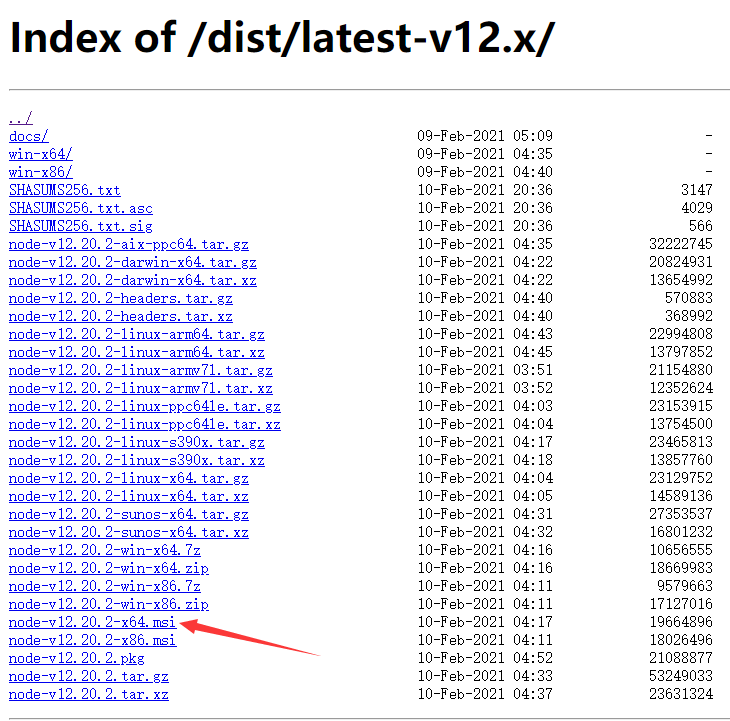 Index of /dist/latest-v12.x/
../
docs/ 09-Feb-2021 05:09 -
win-x64/ 09-Feb-2021 04:35 -
win-x86/ 09-Feb-2021 04:40 -
SHASUMS256.txt 10-Feb-2021 20:36 3147
SHASUMS256.txt.asc 10-Feb-2021 20:36 4029
SHASUMS256.txt.sig 10-Feb-2021 20:36 566
node-v12.20.2-aix-ppc64.tar.gz 10-Feb-2021 04:35 32222745
node-v12.20.2-darwin-x64.tar.gz 10-Feb-2021 04:22 20824931
node-v12.20.2-darwin-x64.tar.xz 10-Feb-2021 04:22 13654992
node-v12.20.2-headers.tar.gz 10-Feb-2021 04:40 570883
node-v12.20.2-headers.tar.xz 10-Feb-2021 04:40 368992
node-v12.20.2-linux-arm64.tar.gz 10-Feb-2021 04:43 22994808
node-v12.20.2-linux-arm64.tar.xz 10-Feb-2021 04:45 13797852
node-v12.20.2-linux-armv7l.tar.gz 10-Feb-2021 03:51 21154880
node-v12.20.2-linux-armv7l.tar.xz 10-Feb-2021 03:52 12352624
node-v12.20.2-linux-ppc64le.tar.gz 10-Feb-2021 04:03 23153915
node-v12.20.2-linux-ppc64le.tar.xz 10-Feb-2021 04:04 13754500
node-v12.20.2-linux-s390x.tar.gz 10-Feb-2021 04:17 23465813
node-v12.20.2-linux-s390x.tar.xz 10-Feb-2021 04:18 13857760
node-v12.20.2-linux-x64.tar.gz 10-Feb-2021 04:04 23129752
node-v12.20.2-linux-x64.tar.xz 10-Feb-2021 04:05 14589136
node-v12.20.2-sunos-x64.tar.gz 10-Feb-2021 04:31 27353537
node-v12.20.2-sunos-x64.tar.xz 10-Feb-2021 04:32 16801232
node-v12.20.2-win-x64.7z 10-Feb-2021 04:16 10656555
node-v12.20.2-win-x64.zip 10-Feb-2021 04:16 18669983
node-v12.20.2-win-x86.7z 10-Feb-2021 04:11 9579663
node-v12.20.2-win-x86.zip 10-Feb-2021 04:11 17127016
node-v12.20.2-x64.msi 10-Feb-2021 04:17 19664896
node-v12.20.2-x86.msi 10-Feb-2021 04:11 18026496
node-v12.20.2.pkg 10-Feb-2021 04:52 21088877
node-v12.20.2.tar.gz 10-Feb-2021 04:33 53249033
node-v12.20.2.tar.xz 10-Feb-2021 04:37 23631324